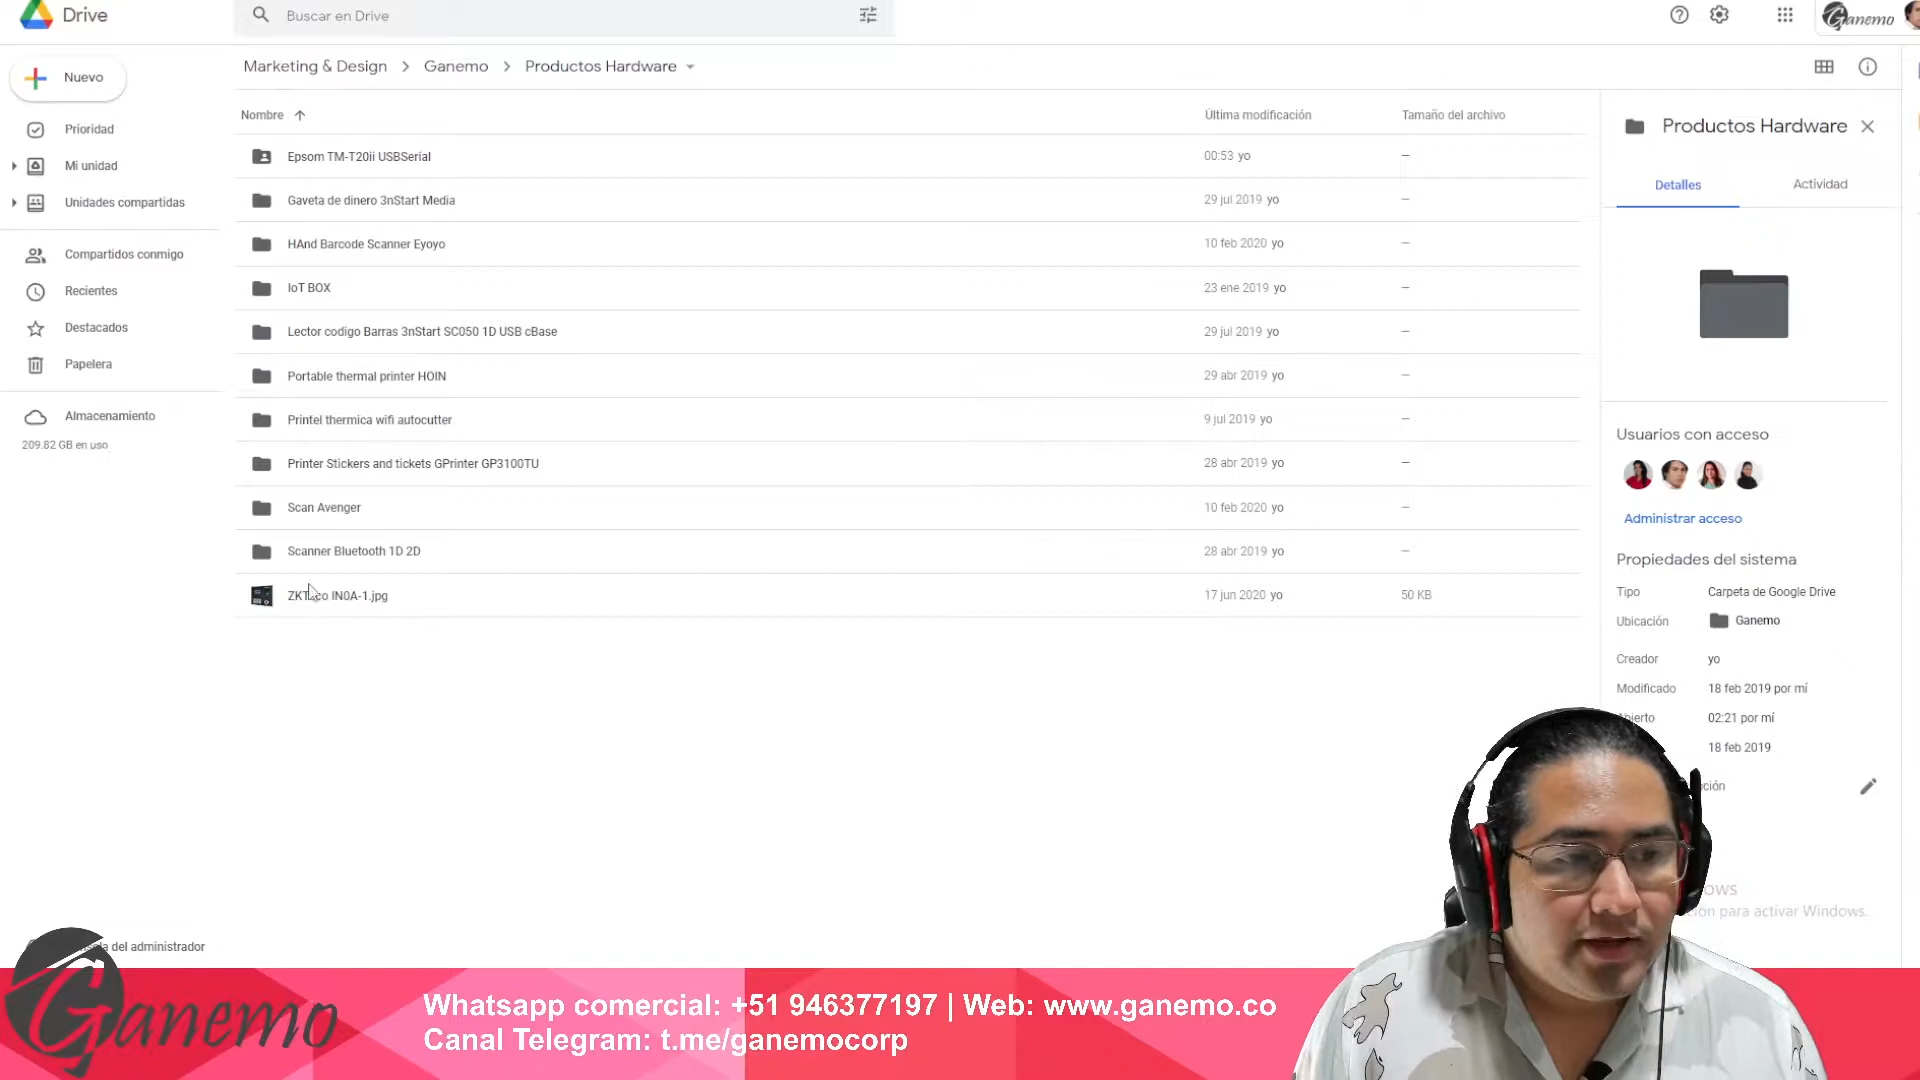 Drive
Buscar en Drive
Ganemo
Nuevo
Marketing & Design > Ganemo > Productos Hardware
Prioridad
Mi unidad
Unidades compartidas
Compartidos conmigo
Recientes
Destacados
Papelera
Almacenamiento
209.82 GB en uso
Nombre Última modificación Tamaño del archivo
Epsom TM-T20ii USBSerial 00:53 yo —
Gaveta de dinero 3nStart Media 29 jul 2019 yo —
HAnd Barcode Scanner Eyoyo 10 feb 2020 yo —
IoT BOX 23 ene 2019 yo —
Lector codigo Barras 3nStart SC050 1D USB cBase 29 jul 2019 yo —
Portable thermal printer HOIN 29 abr 2019 yo —
Printel thermica wifi autocutter 9 jul 2019 yo —
Printer Stickers and tickets GPrinter GP3100TU 28 abr 2019 yo —
Scan Avenger 10 feb 2020 yo —
Scanner Bluetooth 1D 2D 28 abr 2019 yo —
IN0A-1.jpg 17 jun 2020 yo 50 KB
Productos Hardware
Detalles Actividad
Usuarios con acceso
Administrar acceso
Propiedades del sistema
Tipo Carpeta de Google Drive
Ubicación Ganemo
Creador yo
Modificado 18 feb 2019 por mí
02:21 por mí
18 feb 2019
para activar Windows.
del administrador
Ganemo
Whatsapp comercial: +51 946377197 | Web: www.ganemo.co
Canal Telegram: t.me/ganemocorp